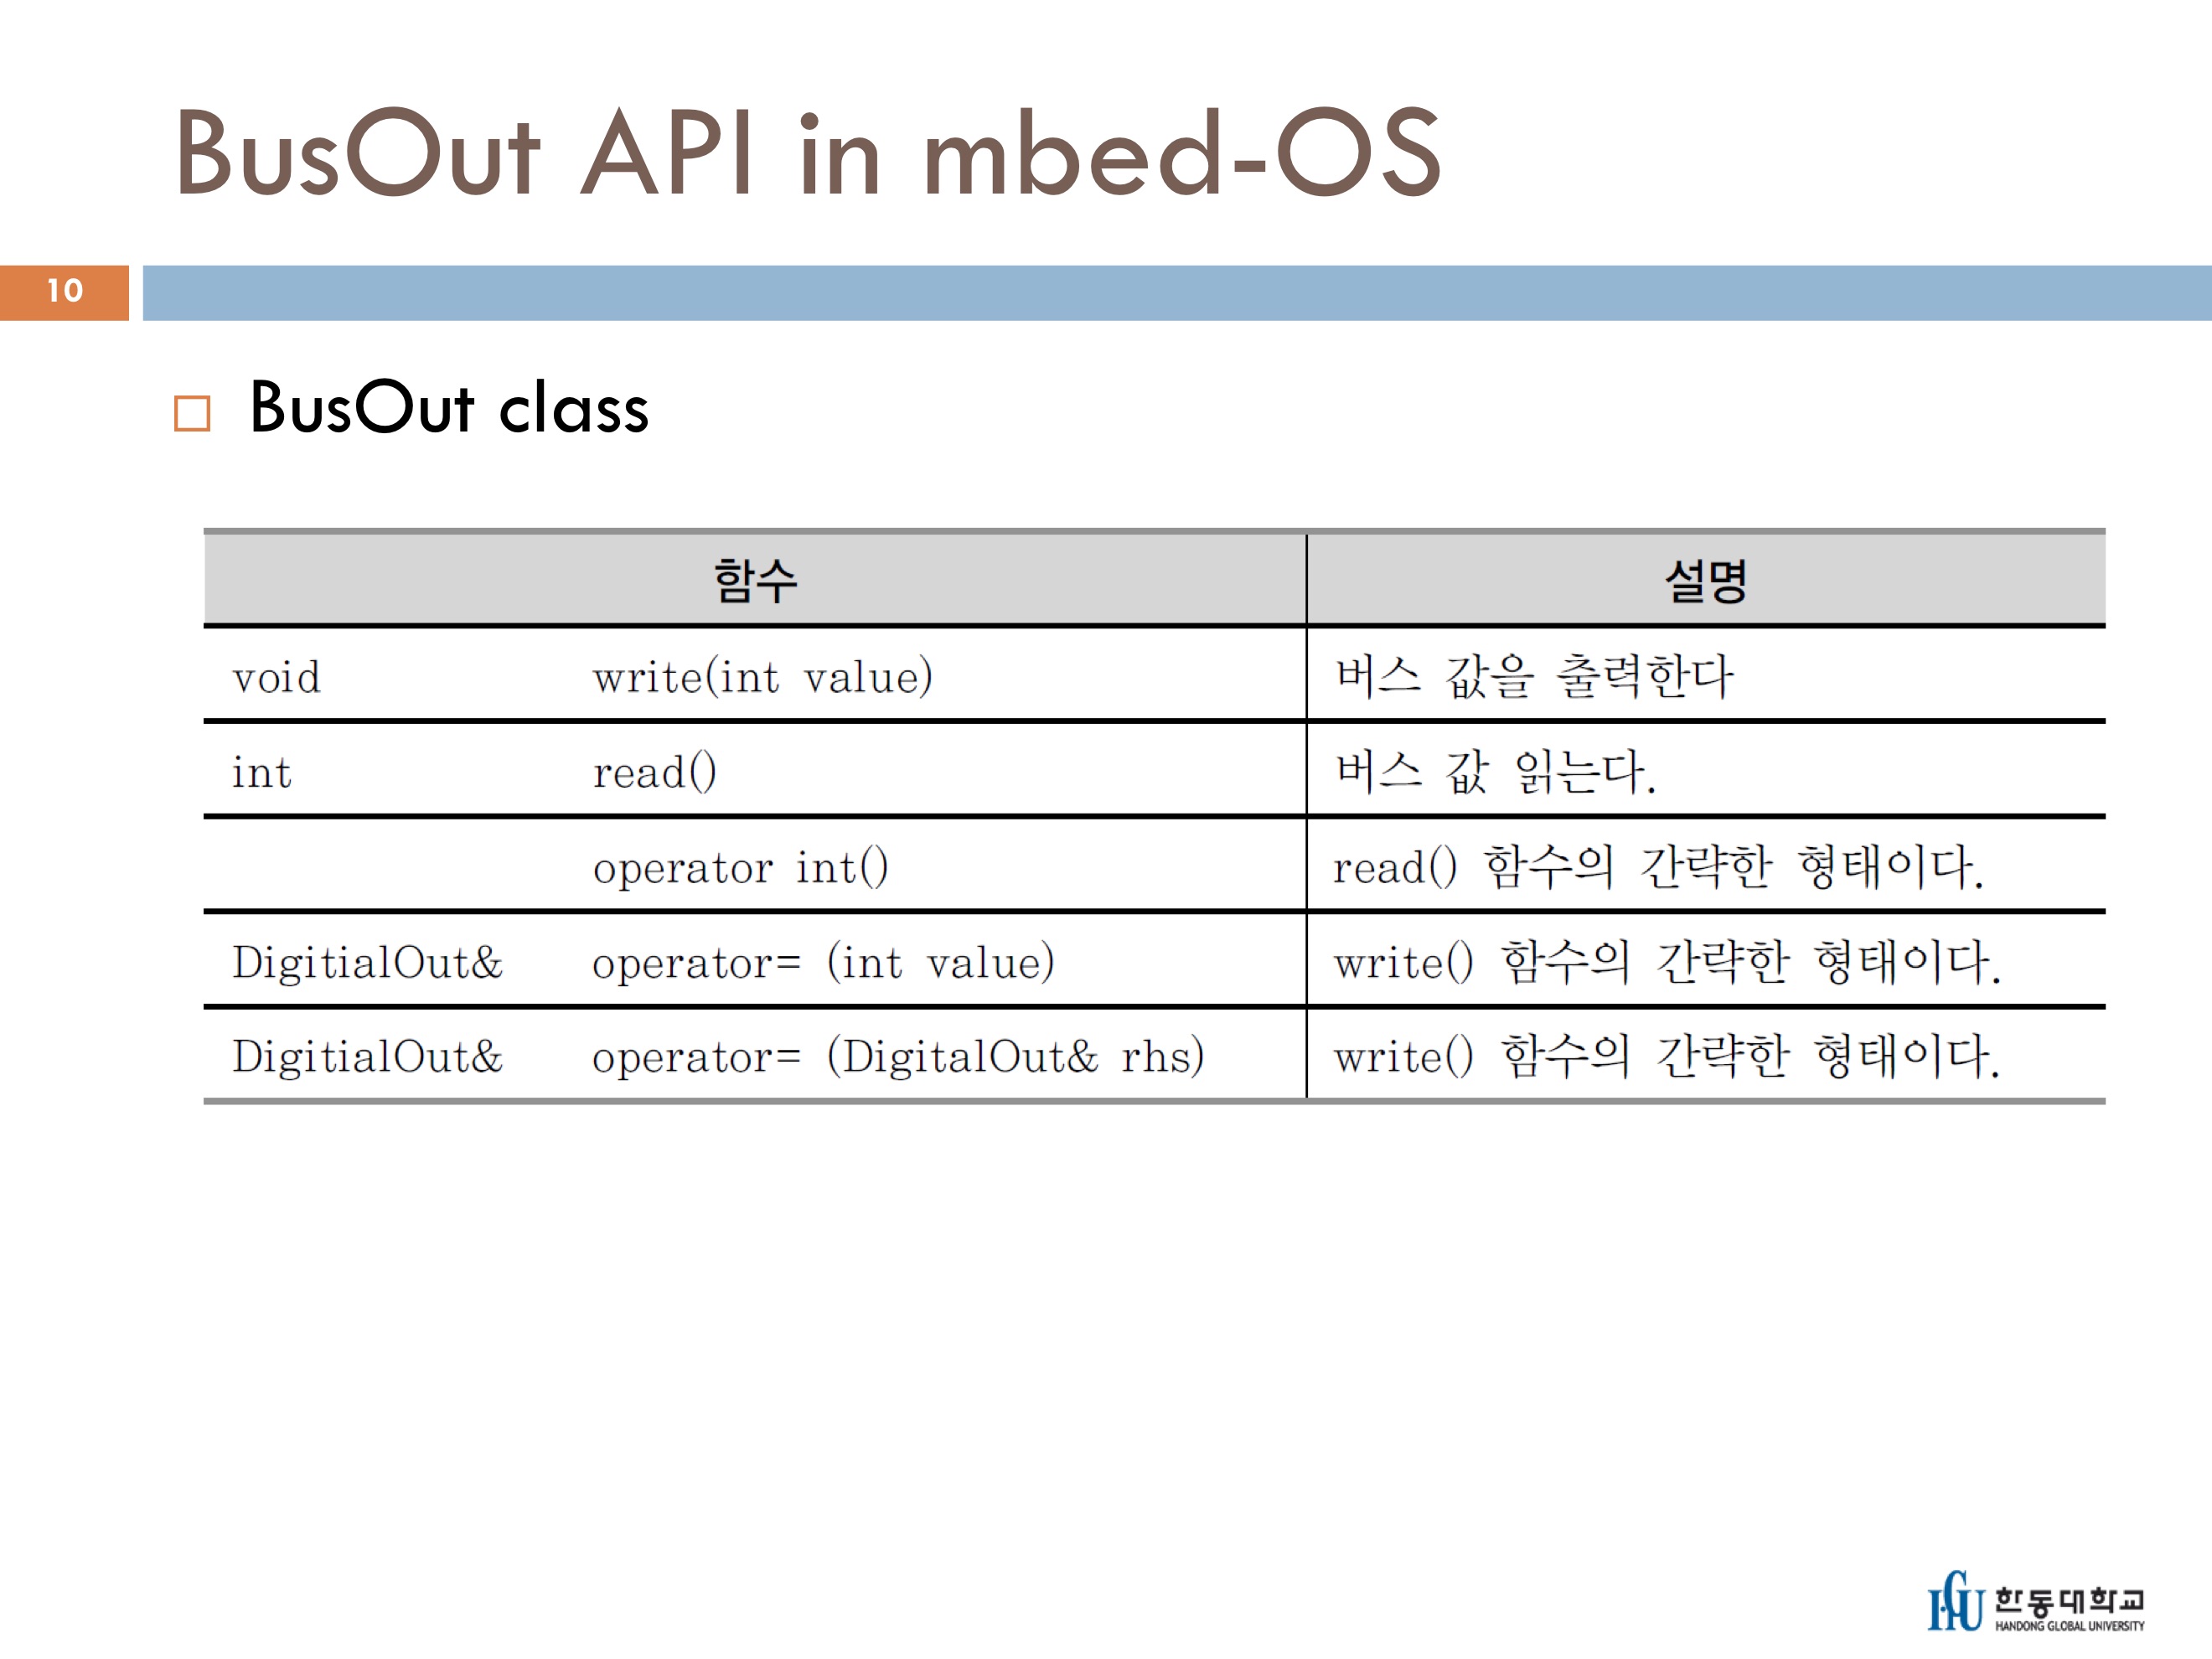 BusOut API in mbed-OS
10
BusOut class
함수 설명
void write(int value) 버스 값을 출력한다
int read() 버스 값 읽는다.
operator int() read() 함수의 간략한 형태이다.
DigitialOut& operator= (int value) write() 함수의 간략한 형태이다.
DigitialOut& operator= (DigitalOut& rhs) write() 함수의 간략한 형태이다.
HGU 한동대학교
HANDONG GLOBAL UNIVERSITY